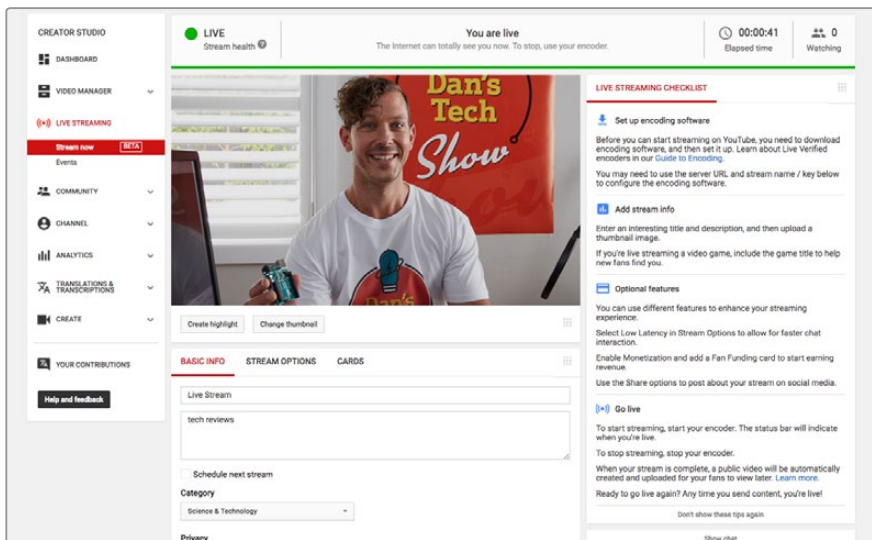 CREATOR STUDIO
DASHBOARD
VIDEO MANAGER
LIVE STREAMING
Stream now BETA
Events
COMMUNITY
CHANNEL
ANALYTICS
TRANSLATIONS &
TRANSCRIPTIONS
CREATE
YOUR CONTRIBUTIONS
Help and feedback
LIVE
Stream health ?
You are live
The Internet can totally see you now. To stop, use your encoder.
00:00:41
Elapsed time
0
Watching
Dan's
Tech
Show
Dan's
Create highlight Change thumbnail
BASIC INFO STREAM OPTIONS CARDS
Live Stream
tech reviews
Schedule next stream
Category
Science & Technology
Privacy
LIVE STREAMING CHECKLIST
Set up encoding software
Before you can start streaming on YouTube, you need to download
encoding software, and then set it up. Learn about Live Verified
encoders in our Guide to Encoding.
You may need to use the server URL and stream name / key below
to configure the encoding software.
Add stream info
Enter an interesting title and description, and then upload a
thumbnail image.
If you're live streaming a video game, include the game title to help
new fans find you.
Optional features
You can use different features to enhance your streaming
experience.
Select Low Latency in Stream Options to allow for faster chat
interaction.
Enable Monetization and add a Fan Funding card to start earning
revenue.
Use the Share options to post about your stream on social media.
Go live
To start streaming, start your encoder. The status bar will indicate
when you're live.
To stop streaming, stop your encoder.
When your stream is complete, a public video will be automatically
created and uploaded for your fans to view later. Learn more.
Ready to go live again? Any time you send content, you're live!
Don't show these tips again
Show chat